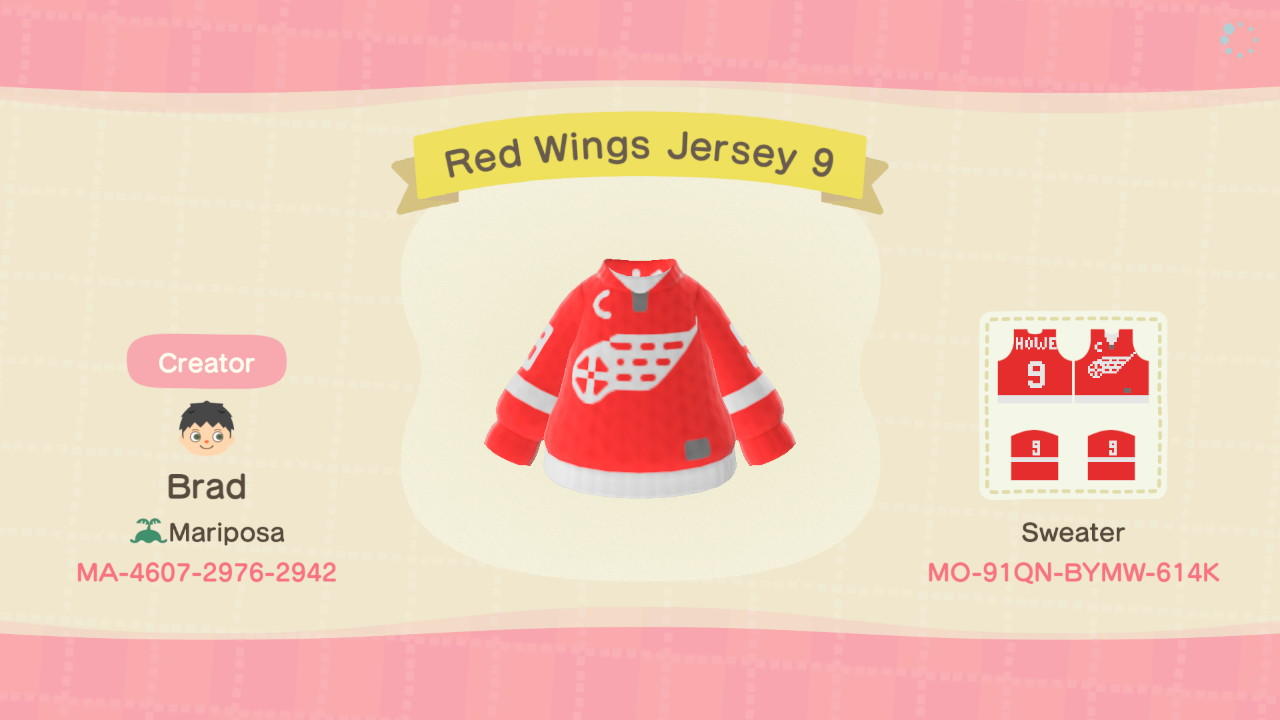 Red Wings Jersey 9
C
HOWE
C
9
9
9
Creator
Brad
Mariposa
MA-4607-2976-2942
Sweater
MO-91QN-BYMW-614K